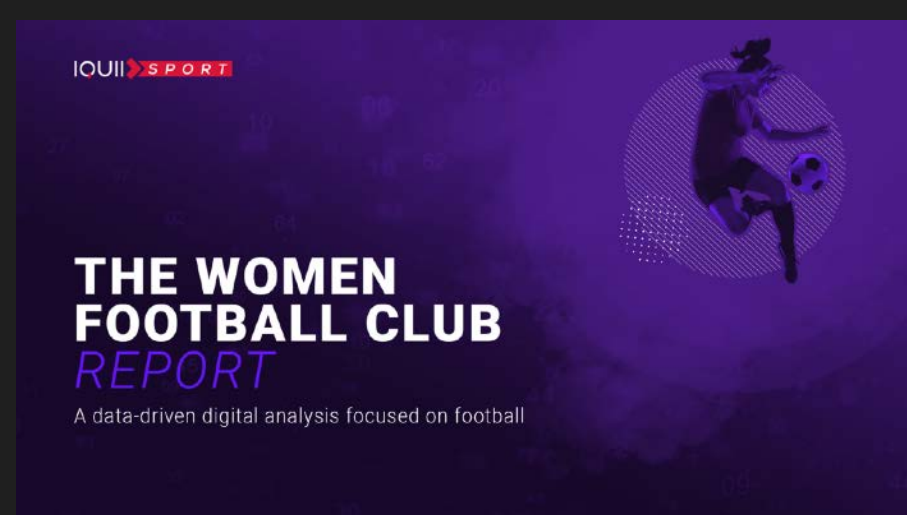 IQUII SPORT
THE WOMEN
FOOTBALL CLUB
REPORT
A data-driven digital analysis focused on football